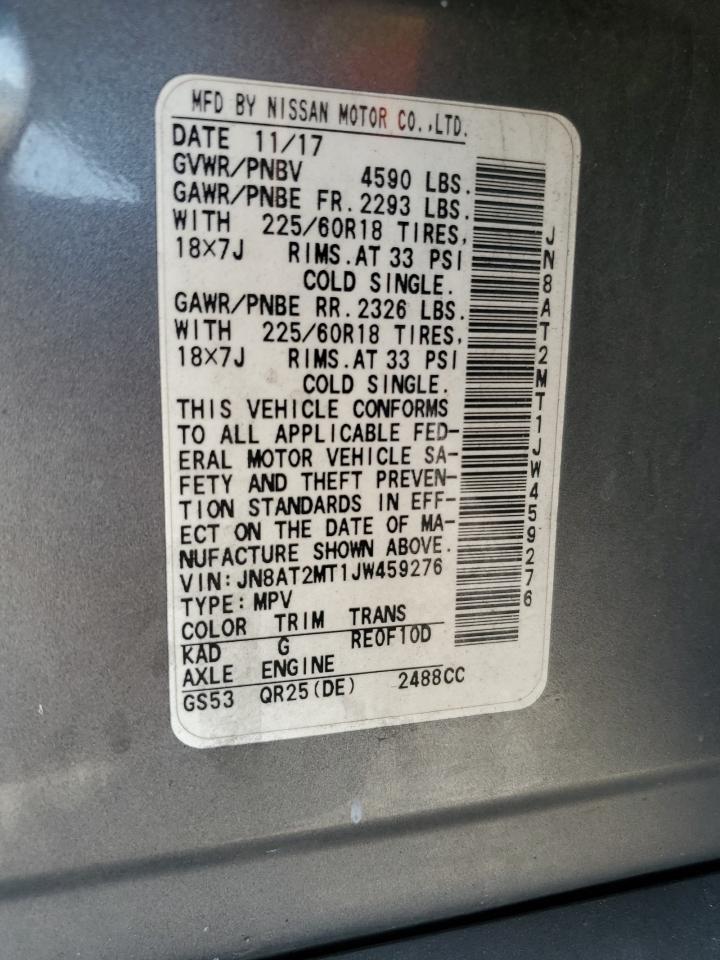 MFD BY NISSAN MOTOR CO.,LTD.
DATE 11/17
GVWR/PNBV 4590 LBS.
GAWR/PNBE FR. 2293 LBS.
WITH 225/60R18 TIRES,
18×7J RIMS.AT 33 PSI
COLD SINGLE.
GAWR/PNBE RR. 2326 LBS.
WITH 225/60R18 TIRES,
18×7J RIMS.AT 33 PSI
COLD SINGLE.
THIS VEHICLE CONFORMS
TO ALL APPLICABLE FED-
ERAL MOTOR VEHICLE SA-
FETY AND THEFT PREVEN-
TION STANDARDS IN EFF-
ECT ON THE DATE OF MA-
NUFACTURE SHOWN ABOVE.
VIN:JN8AT2MT1JW459276
TYPE:MPV
COLOR TRIM TRANS
KAD G RE0F10D
AXLE ENGINE
GS53 QR25(DE) 2488CC
JN8AT2MT1JW459276